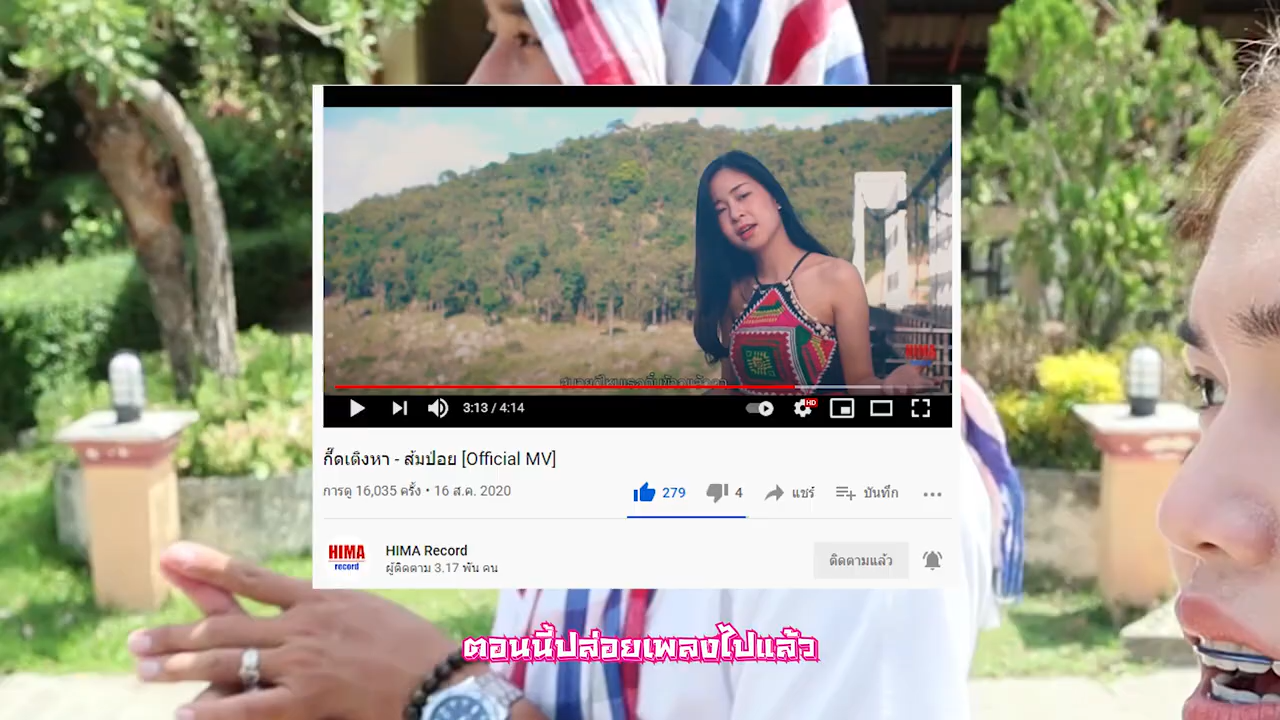 HIMA
3:13 / 4:14
HD
กึ๊ดเติงหา - ส้มป่อย [Official MV]
การดู 16,035 ครั้ง • 16 ส.ค. 2020
279
4
แชร์
บันทึก
HIMA
record
HIMA Record
ผู้ติดตาม 3.17 พัน คน
ติดตามแล้ว
ตอนนี้ปล่อยเพลงไปแล้ว